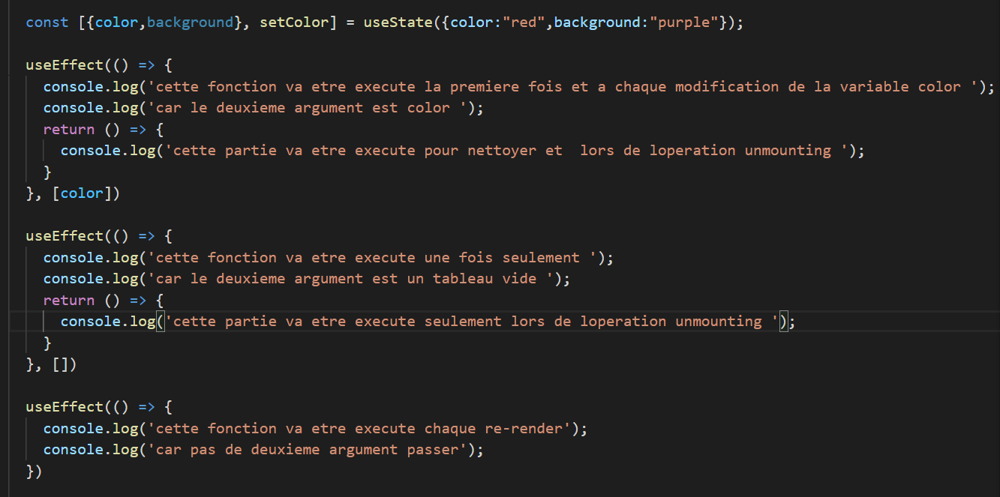 const [{color,background}, setColor] = useState({color:"red",background:"purple"});
useEffect(() => {
console.log('cette fonction va etre execute la premiere fois et a chaque modification de la variable color ');
console.log('car le deuxieme argument est color ');
return () => {
console.log('cette partie va etre execute pour nettoyer et  lors de loperation unmounting ');
}
}, [color])
useEffect(() => {
console.log('cette fonction va etre execute une fois seulement ');
console.log('car le deuxieme argument est un tableau vide ');
return () => {
console.log('cette partie va etre execute seulement lors de loperation unmounting ');
}
}, [])
useEffect(() => {
console.log('cette fonction va etre execute chaque re-render');
console.log('car pas de deuxieme argument passer');
})